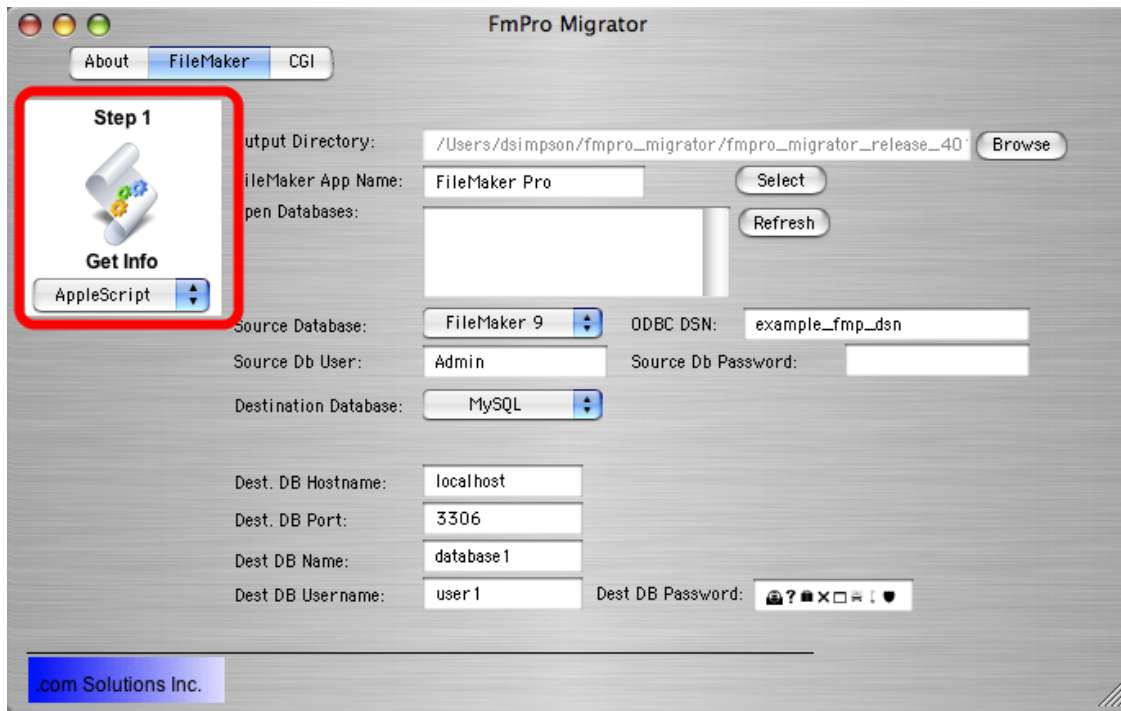 FmPro Migrator
About FileMaker CGI
Step 1
Get Info
AppleScript
utput Directory: /Users/dsimpson/fmpro_migrator/fmpro_migrator_release_40 Browse
ileMaker App Name: FileMaker Pro Select
pen Databases: Refresh
Source Database: FileMaker 9 ODBC DSN: example_fmp_dsn
Source Db User: Admin Source Db Password:
Destination Database: MySQL
Dest. DB Hostname: localhost
Dest. DB Port: 3306
Dest DB Name: database1
Dest DB Username: user1 Dest DB Password:
.com Solutions Inc.